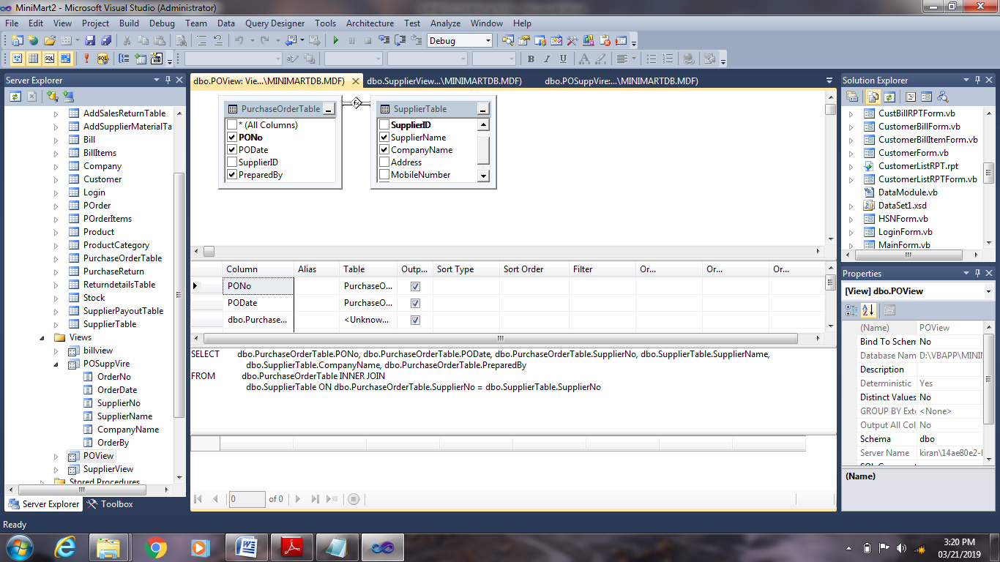 MiniMart2 - Microsoft Visual Studio (Administrator)
File Edit View Project Build Debug Team Data Query Designer Tools Architecture Test Analyze Window Help
Debug
Server Explorer
AddSalesReturnTable
AddSupplierMaterialTa
Bill
BillItems
Company
Customer
Login
POrder
POrderItems
Product
ProductCategory
PurchaseOrderTable
PurchaseReturn
ReturndetailsTable
Stock
SupplierPayoutTable
SupplierTable
Views
billview
POSuppVire
OrderNo
OrderDate
SupplierNo
SupplierName
CompanyName
OrderBy
POView
SupplierView
Stored Procedures
Server Explorer Toolbox
dbo.POView: Vie...\MINIMARTDB.MDF) dbo.SupplierView...\MINIMARTDB.MDF) dbo.POSuppVire:...\MINIMARTDB.MDF)
PurchaseOrderTable
* (All Columns)
PONo
PODate
SupplierID
PreparedBy
SupplierTable
SupplierID
SupplierName
CompanyName
Address
MobileNumber
Column Alias Table Outp... Sort Type Sort Order Filter Or... Or... Or...
PONo PurchaseO...
PODate PurchaseO...
dbo.Purchase... <Unknow...
SELECT dbo.PurchaseOrderTable.PONo, dbo.PurchaseOrderTable.PODate, dbo.PurchaseOrderTable.SupplierNo, dbo.SupplierTable.SupplierName,
dbo.SupplierTable.CompanyName, dbo.PurchaseOrderTable.PreparedBy
FROM dbo.PurchaseOrderTable INNER JOIN
dbo.SupplierTable ON dbo.PurchaseOrderTable.SupplierNo = dbo.SupplierTable.SupplierNo
0 of 0
Solution Explorer
CustBillRPTForm.vb
CustomerBillForm.vb
CustomerBillItemForm.vb
CustomerForm.vb
CustomerListRPT.rpt
CustomerListRPTForm.vb
DataModule.vb
DataSet1.xsd
HSNForm.vb
LoginForm.vb
MainForm.vb
Properties
[View] dbo.POView
(Name) POView
Bind To Schem No
Database Nam D:\VBAPP\MINI
Description
Deterministic Yes
Distinct Values No
GROUP BY Exte <None>
Output All Col No
Schema dbo
Server Name kiran\14ae80e2-
(Name)
Ready
3:20 PM
03/21/2019